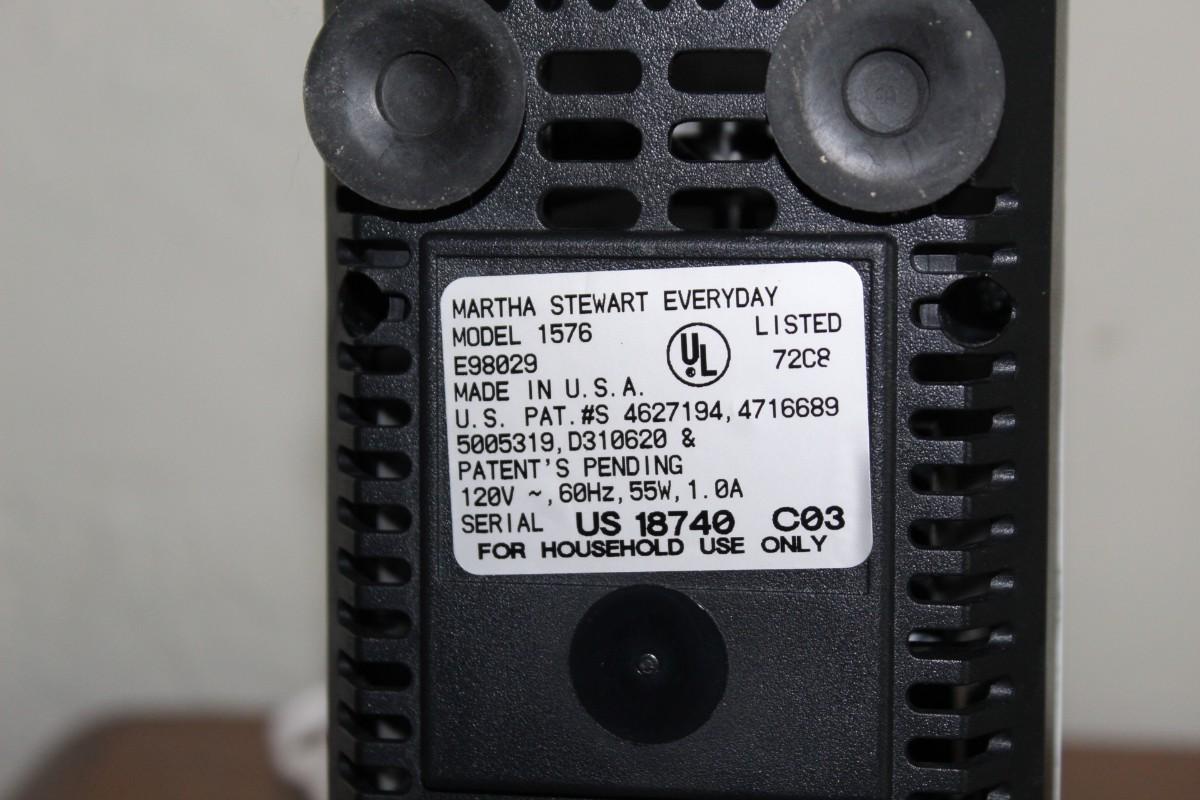 MARTHA STEWART EVERYDAY
MODEL 1576
LISTED
E98029
UL
72C8
MADE IN U.S.A.
U.S. PAT.#S 4627194,4716689
5005319,D310620 &
PATENT'S PENDING
120V ~,60Hz,55W,1.0A
SERIAL US 18740 C03
FOR HOUSEHOLD USE ONLY